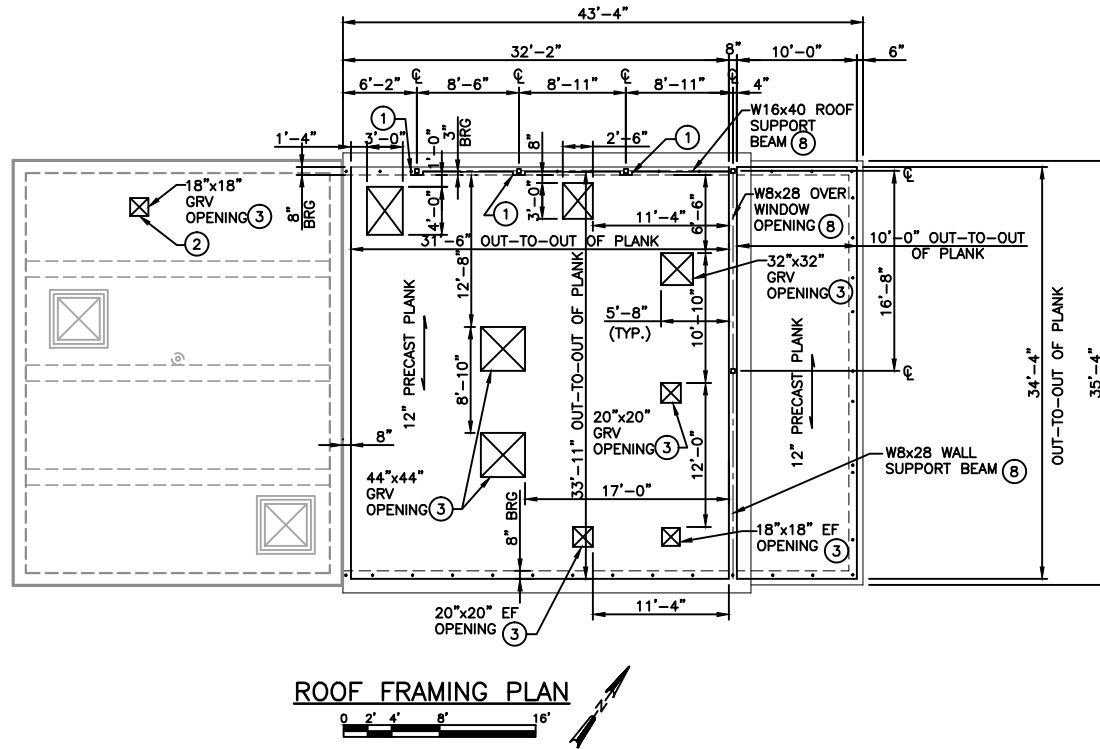 43'-4"
32'-2"
8"
10'-0"
6"
6'-2"
8'-6"
8'-11"
8'-11"
4"
℄
℄
℄
℄
1
1'-4"
3'-0"
1'-0"
3"
BRG
8"
2'-6"
1
W16x40 ROOF
SUPPORT
BEAM 8
18"x18"
GRV
OPENING 3
2
8"
BRG
4'-0"
1
3'-0"
11'-4"
6'-6"
W8x28 OVER
WINDOW
OPENING 8
℄
31'-6" OUT-TO-OUT OF PLANK
10'-0" OUT-TO-OUT
OF PLANK
12'-8"
32"x32"
GRV
OPENING 3
16'-8"
5'-8"
(TYP.)
10'-10"
12" PRECAST PLANK
33'-11" OUT-TO-OUT OF PLANK
12" PRECAST PLANK
℄
34'-4"
OUT-TO-OUT OF PLANK
35'-4"
8'-10"
20"x20"
GRV
OPENING 3
12'-0"
8"
44"x44"
GRV
OPENING 3
17'-0"
W8x28 WALL
SUPPORT BEAM 8
8" BRG
18"x18" EF
OPENING 3
20"x20" EF
OPENING 3
11'-4"
ROOF FRAMING PLAN
0 2' 4' 8' 16'
N